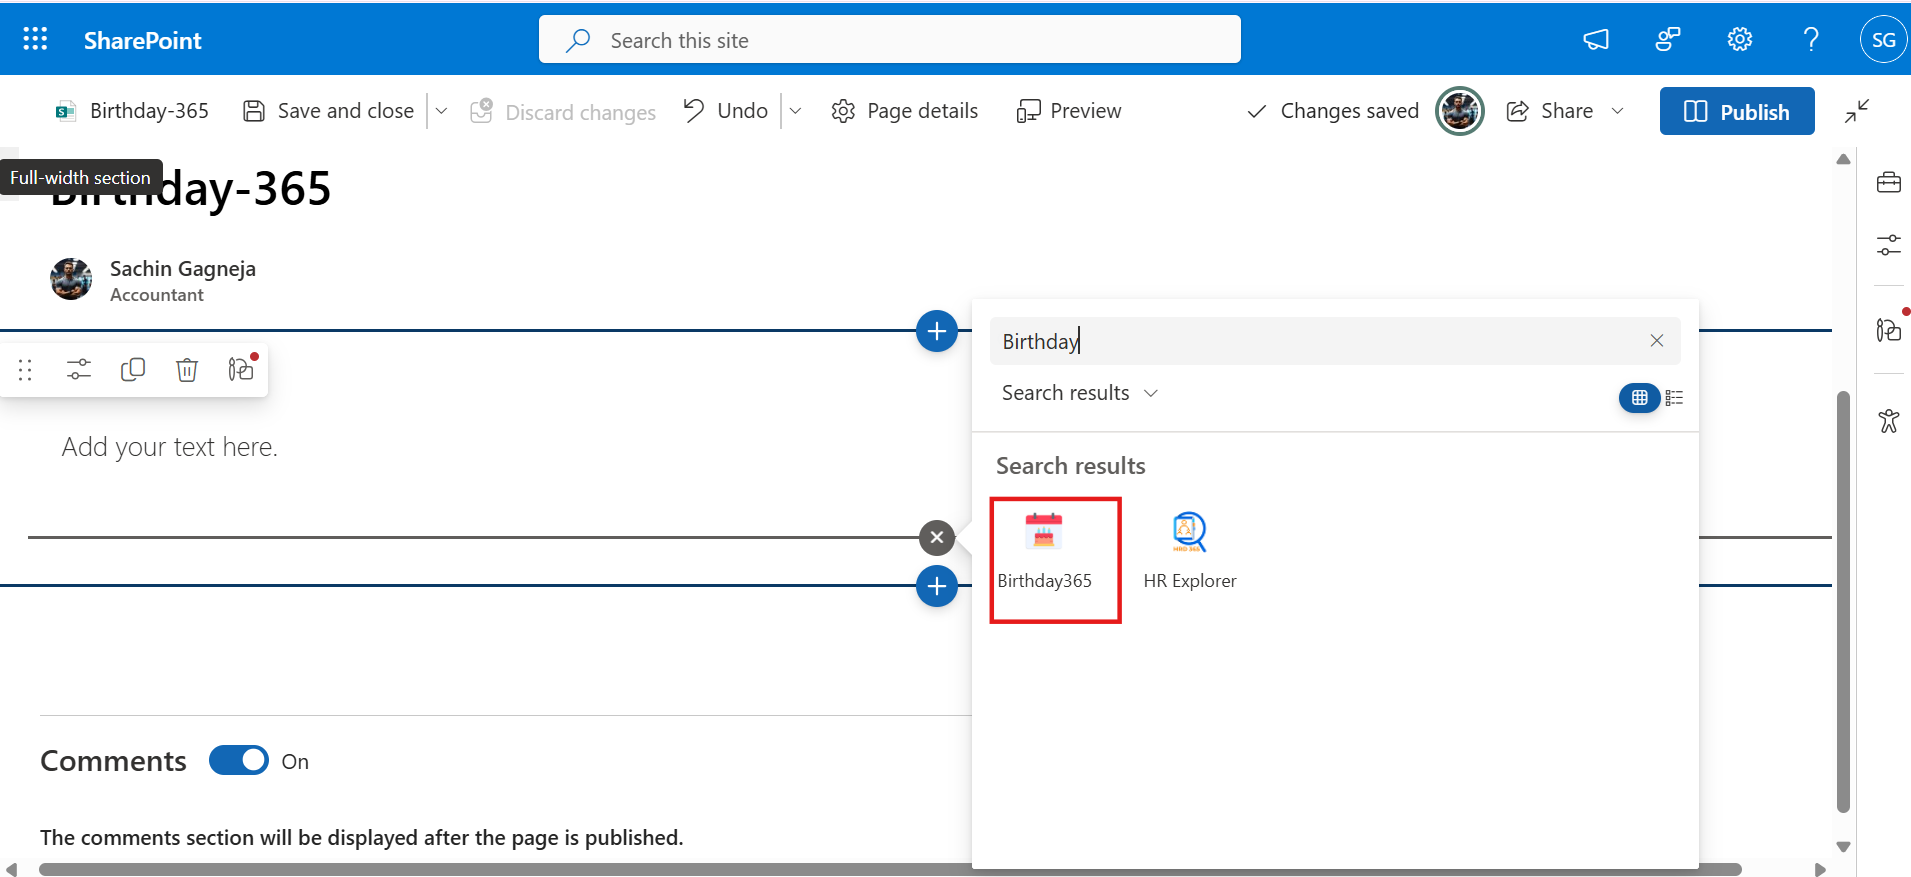 SharePoint
Search this site
SG
Birthday-365
Save and close
Discard changes
Undo
Page details
Preview
Changes saved
Share
Publish
Full-width section
Birthday-365
Sachin Gagneja
Accountant
Birthday
Search results
Add your text here.
Search results
Birthday365
HR Explorer
Comments
On
The comments section will be displayed after the page is published.